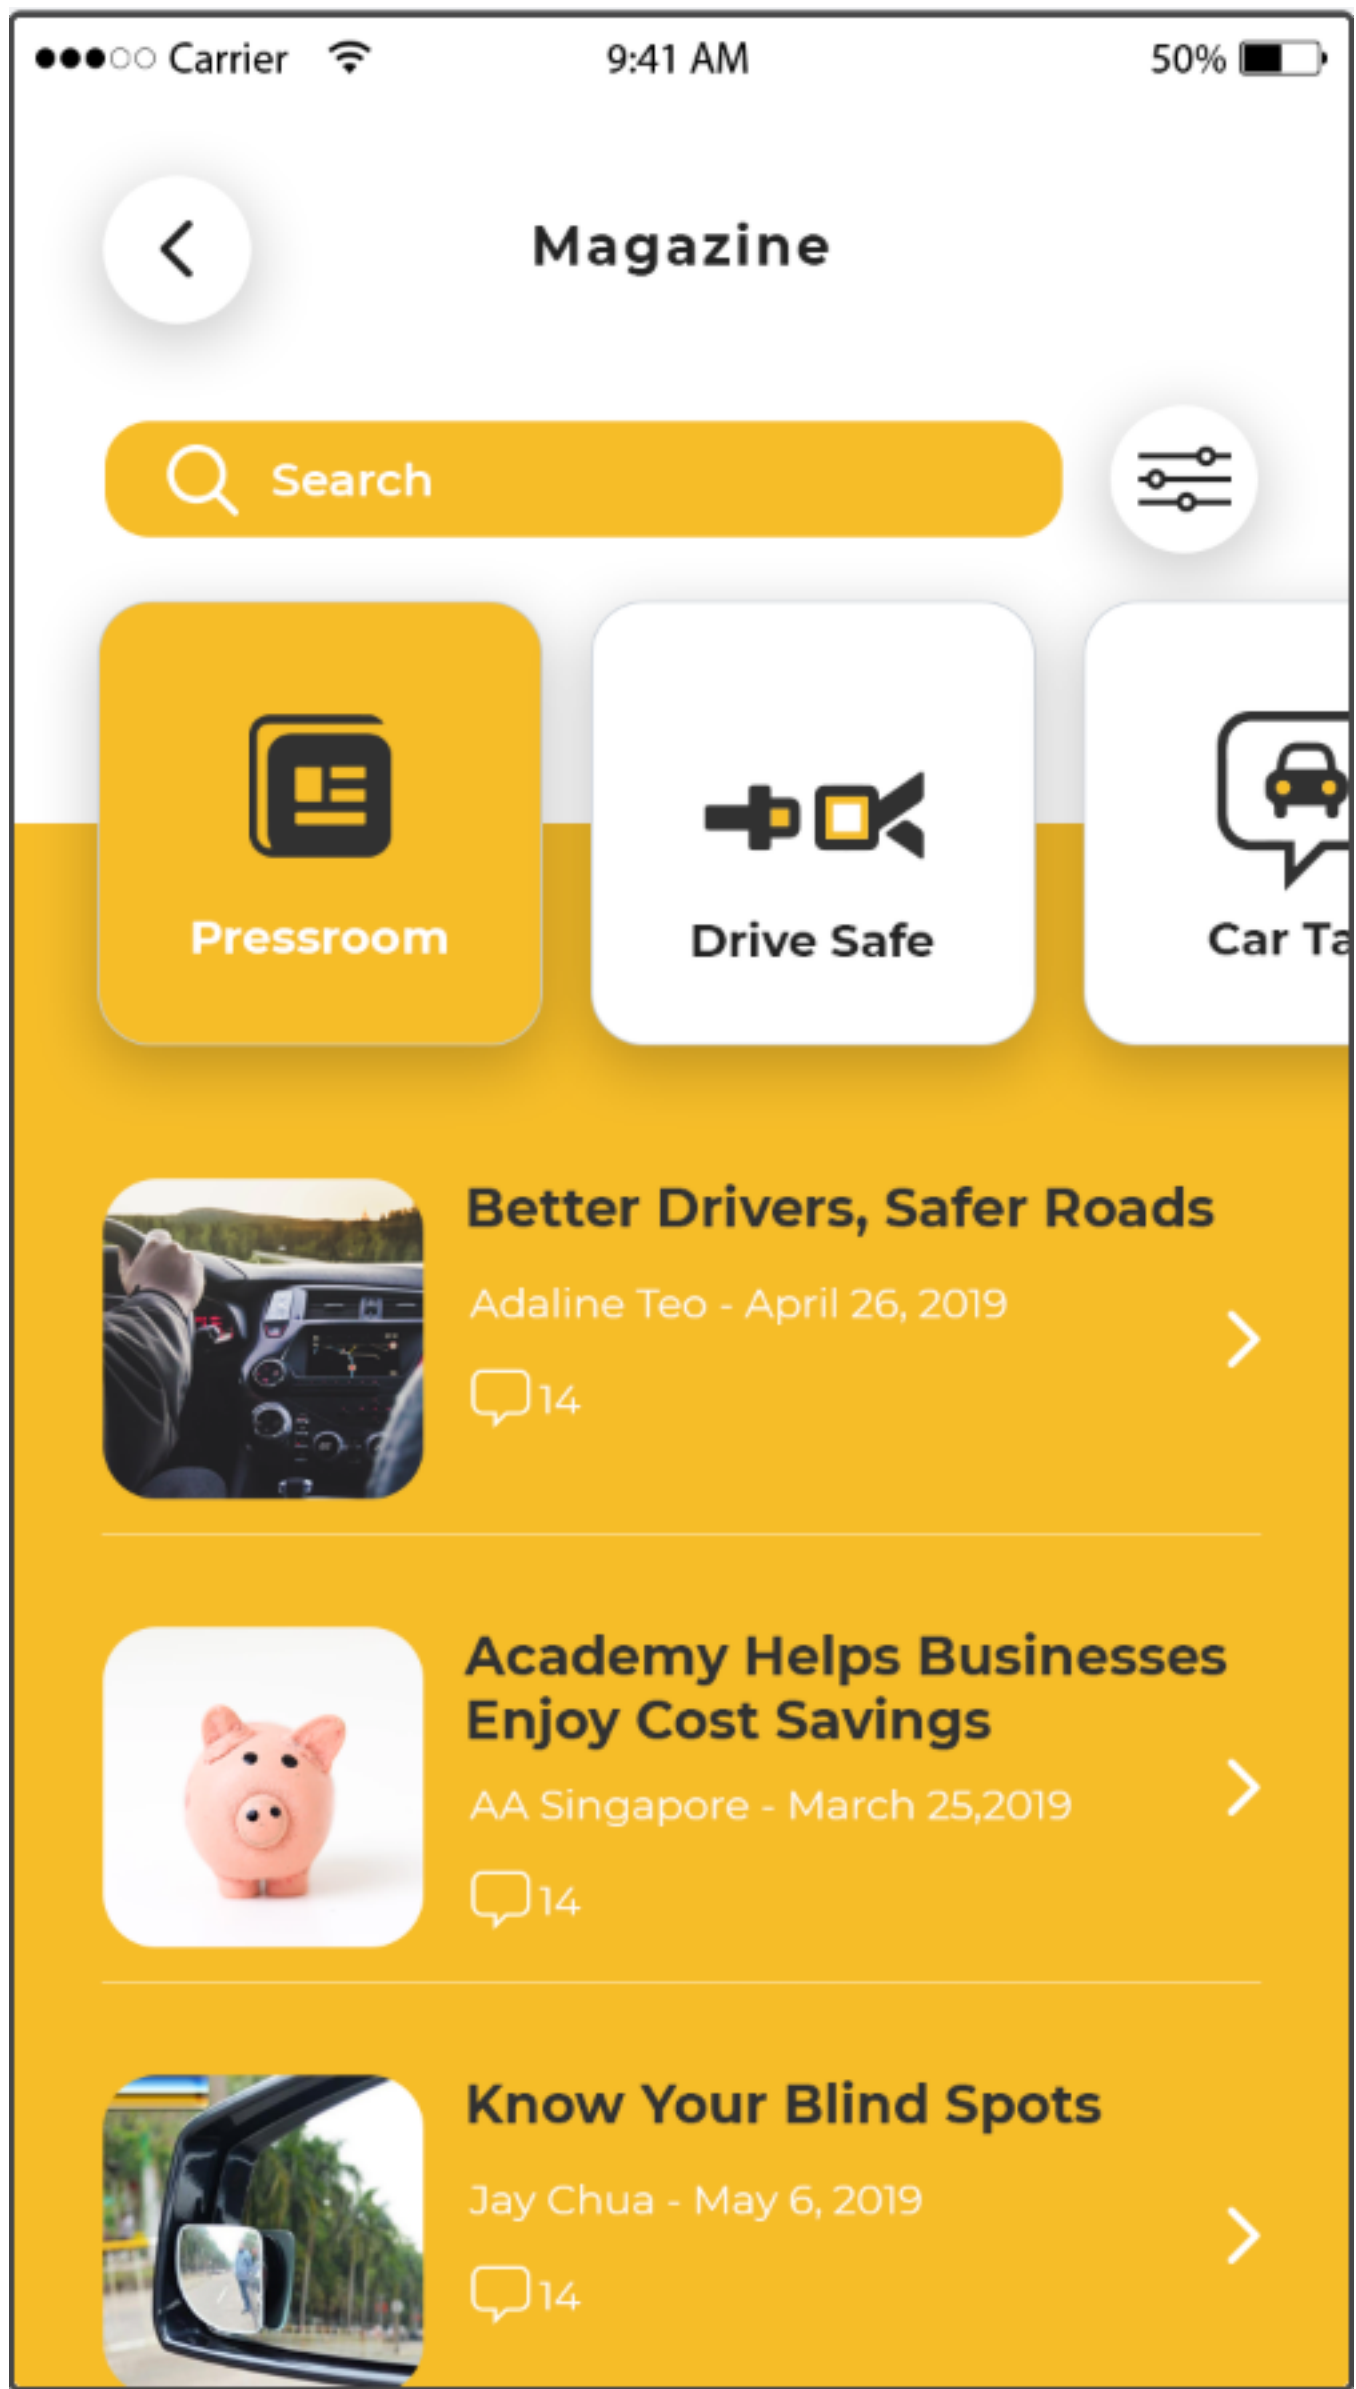 Carrier 9:41 AM 50%
Magazine
Search
Pressroom
Drive Safe
Car Ta
Better Drivers, Safer Roads
Adaline Teo - April 26, 2019
14
Academy Helps Businesses
Enjoy Cost Savings
AA Singapore - March 25,2019
14
Know Your Blind Spots
Jay Chua - May 6, 2019
14